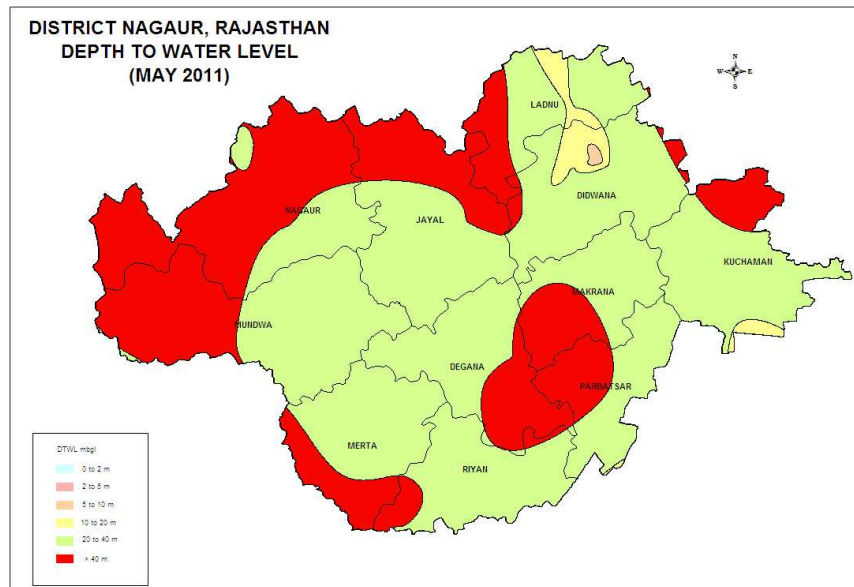 DISTRICT NAGAUR, RAJASTHAN
DEPTH TO WATER LEVEL
(MAY 2011)
N
W E
S
LADNU
DIDWANA
NAGAUR
JAYAL
KUCHAMAN
MAKRANA
MUNDWA
DEGANA
PARBATSAR
MERTA
RIYAN
DTWL mbgl
0 to 2 m
2 to 5 m
5 to 10 m
10 to 20 m
20 to 40 m
> 40 m